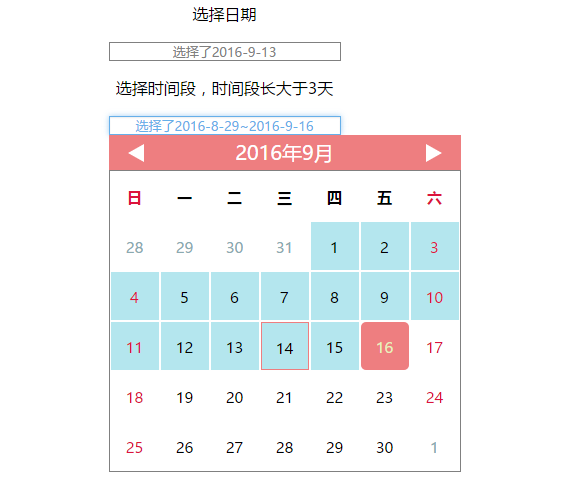 选择日期
选择了2016-9-13
选择时间段，时间段长大于3天
选择了2016-8-29~2016-9-16
2016年9月
日 一 二 三 四 五 六
28 29 30 31 1 2 3
4 5 6 7 8 9 10
11 12 13 14 15 16 17
18 19 20 21 22 23 24
25 26 27 28 29 30 1